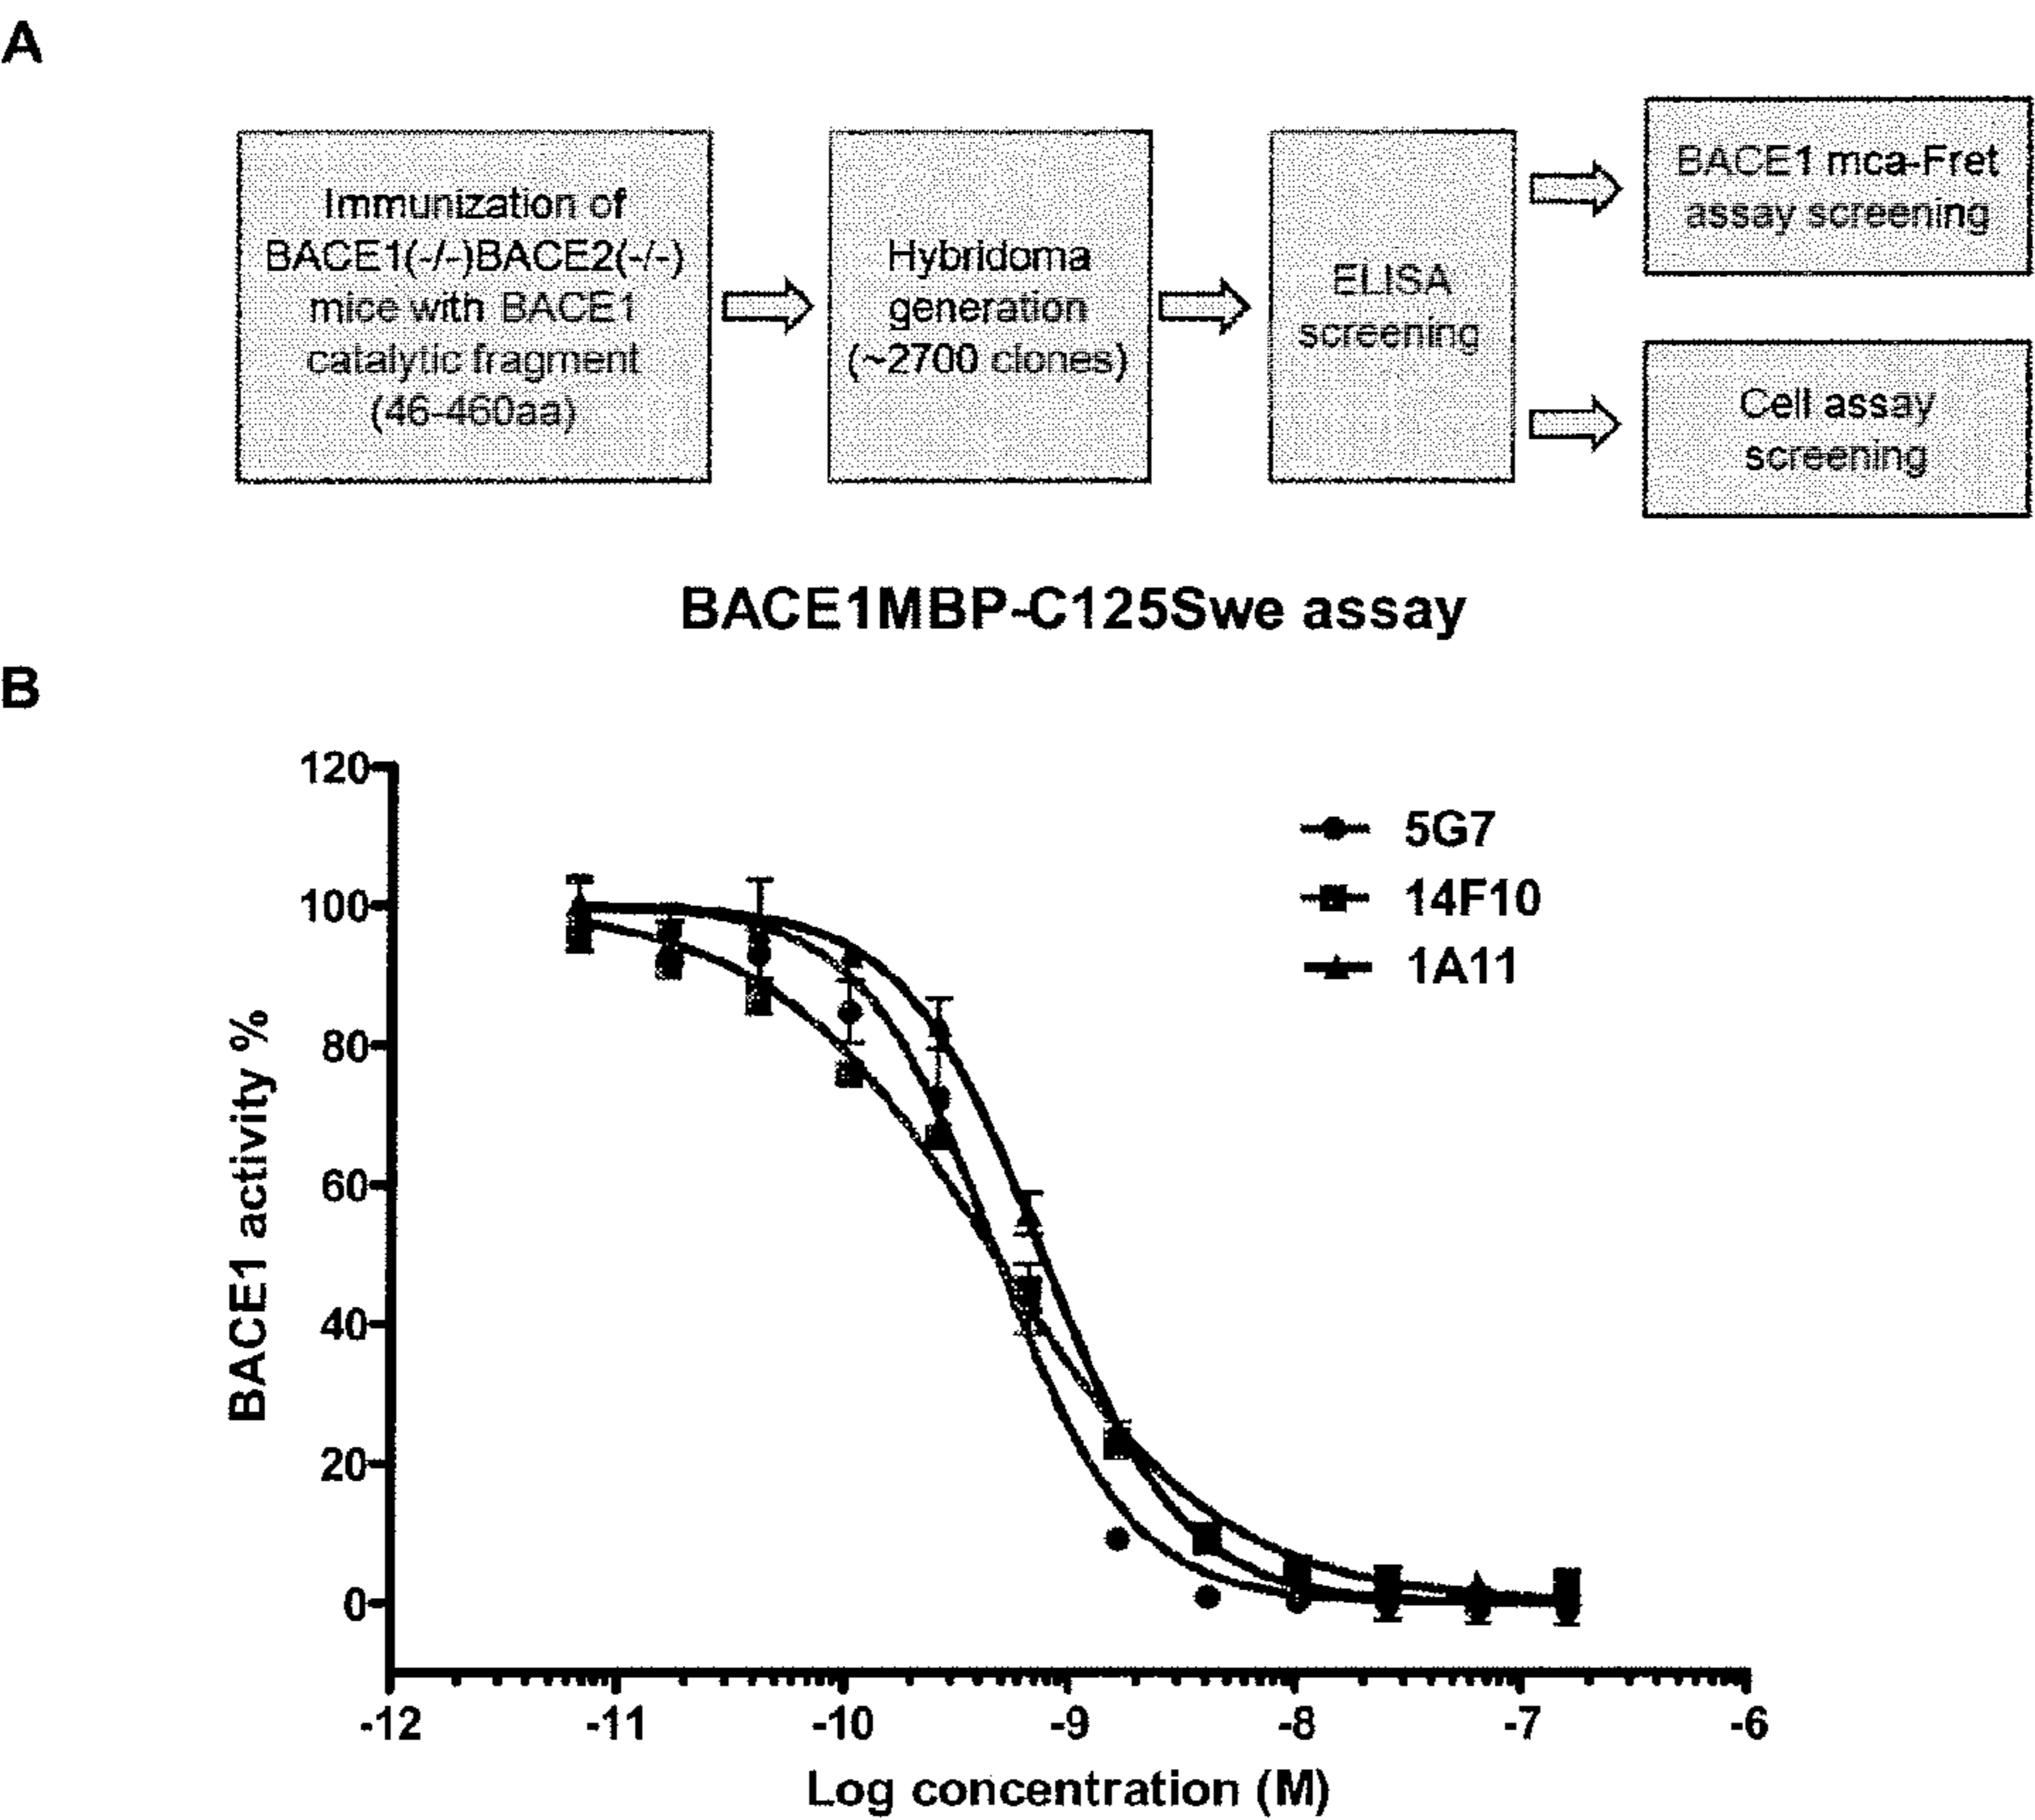 A
Immunization of
BACE1(-/-)BACE2(-/-)
mice with BACE1
catalytic fragment
(46-460aa)
Hybridoma
generation
(~2700 clones)
ELISA
screening
BACE1 mca-Fret
assay screening
Cell assay
screening
BACE1MBP-C125Swe assay
B
120
100
80
60
40
20
0
BACE1 activity %
5G7
14F10
1A11
-12
-11
-10
-9
-8
-7
-6
Log concentration (M)